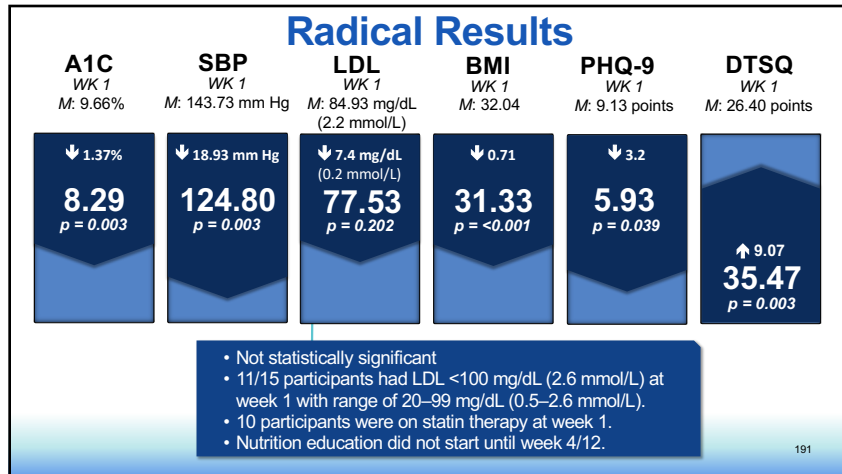 Radical Results
A1C
WK 1
M: 9.66%
SBP
WK 1
M: 143.73 mm Hg
LDL
WK 1
M: 84.93 mg/dL
(2.2 mmol/L)
BMI
WK 1
M: 32.04
PHQ-9
WK 1
M: 9.13 points
DTSQ
WK 1
M: 26.40 points
🡻 1.37%
8.29
p = 0.003
🡻 18.93 mm Hg
124.80
p = 0.003
🡻 7.4 mg/dL
(0.2 mmol/L)
77.53
p = 0.202
🡻 0.71
31.33
p = <0.001
🡻 3.2
5.93
p = 0.039
🡹 9.07
35.47
p = 0.003
• Not statistically significant
• 11/15 participants had LDL <100 mg/dL (2.6 mmol/L) at
week 1 with range of 20–99 mg/dL (0.5–2.6 mmol/L).
• 10 participants were on statin therapy at week 1.
• Nutrition education did not start until week 4/12.
191